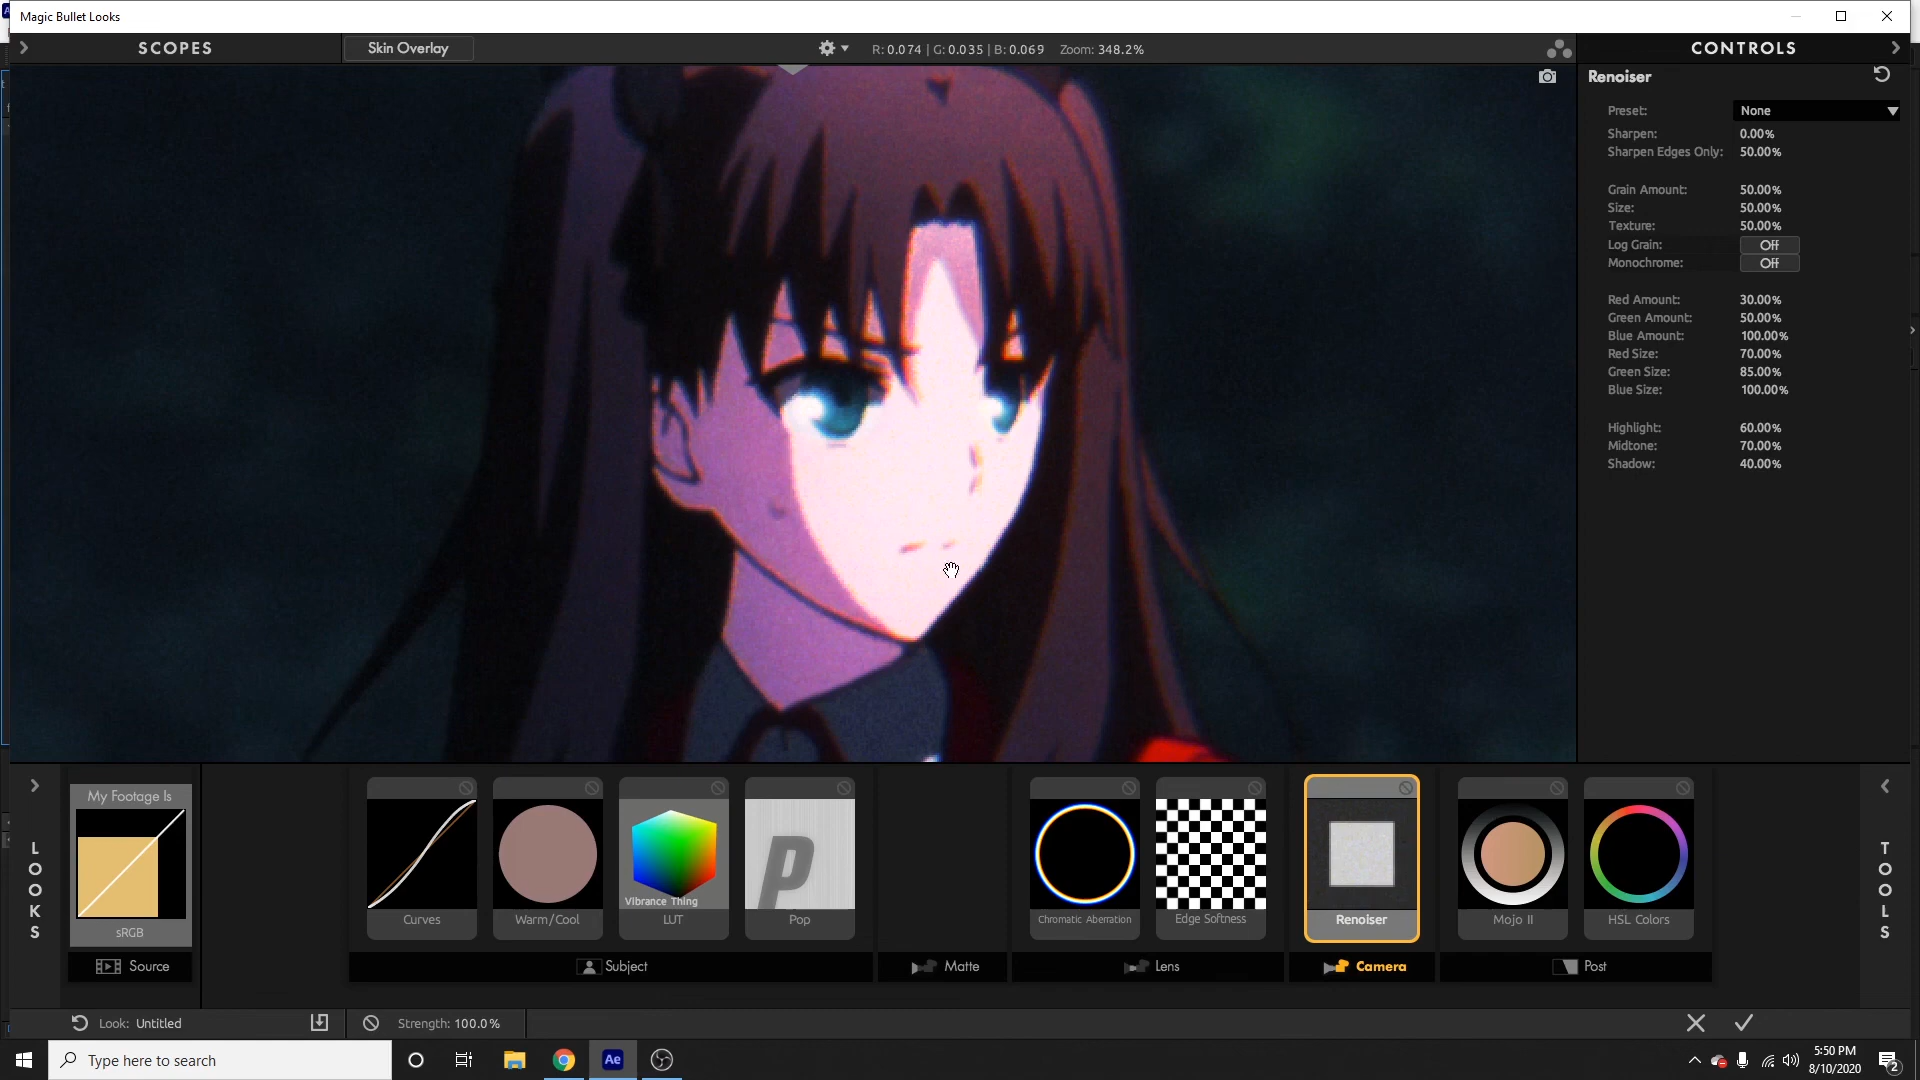 Magic Bullet Looks
SCOPES
Skin Overlay
R: 0.074 | G: 0.035 | B: 0.069 Zoom: 348.2%
CONTROLS
Renoiser
Preset: None
Sharpen: 0.00%
Sharpen Edges Only: 50.00%
Grain Amount: 50.00%
Size: 50.00%
Texture: 50.00%
Log Grain: Off
Monochrome: Off
Red Amount: 30.00%
Green Amount: 50.00%
Blue Amount: 100.00%
Red Size: 70.00%
Green Size: 85.00%
Blue Size: 100.00%
Highlight: 60.00%
Midtone: 70.00%
Shadow: 40.00%
LOOKS
My Footage Is
sRGB
Source
Curves
Warm/Cool
Vibrance Thing
LUT
P
Pop
Subject
Matte
Chromatic Aberration
Edge Softness
Lens
Renoiser
Camera
Mojo II
HSL Colors
Post
TOOLS
Look: Untitled
Strength: 100.0%
Type here to search
Ae
5:50 PM
8/10/2020
2